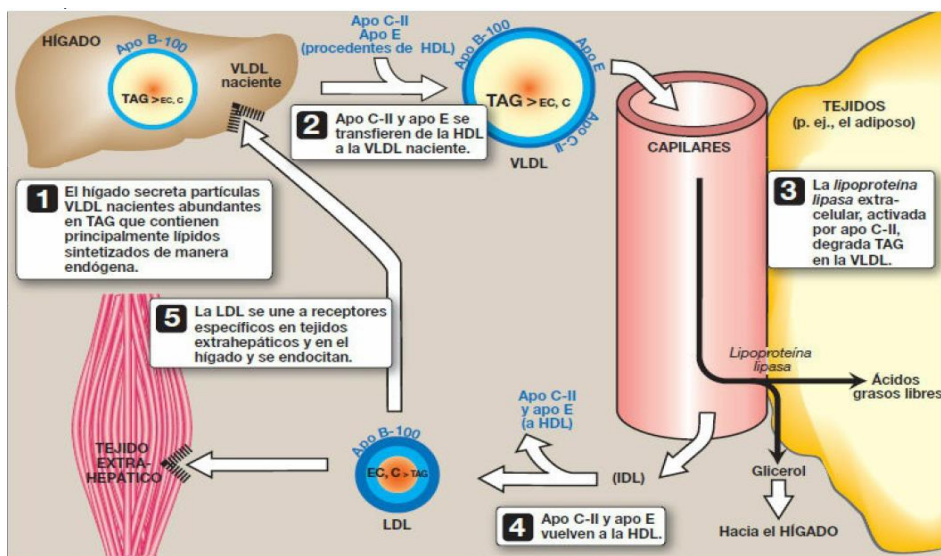 HÍGADO
Apo B-100
TAG > EC, C
VLDL
naciente
Apo C-II
Apo E
(procedentes de HDL)
2 Apo C-II y apo E se
transfieren de la HDL
a la VLDL naciente.
Apo B-100
Apo E
Apo C-II
TAG > EC, C
VLDL
CAPILARES
TEJIDOS
(p. ej., el adiposo)
1 El hígado secreta partículas
VLDL nacientes abundantes
en TAG que contienen
principalmente lípidos
sintetizados de manera
endógena.
3 La lipoproteína
lipasa extra-
celular, activada
por apo C-II,
degrada TAG
en la VLDL.
5 La LDL se une a receptores
específicos en tejidos
extrahepáticos y en el
hígado y se endocitan.
Lipoproteína
lipasa
Ácidos
grasos libres
Glicerol
Hacia el HÍGADO
Apo C-II
y apo E
(a HDL)
(IDL)
4 Apo C-II y apo E
vuelven a la HDL.
Apo B-100
EC, C > TAG
LDL
TEJIDO
EXTRA-
HEPÁTICO